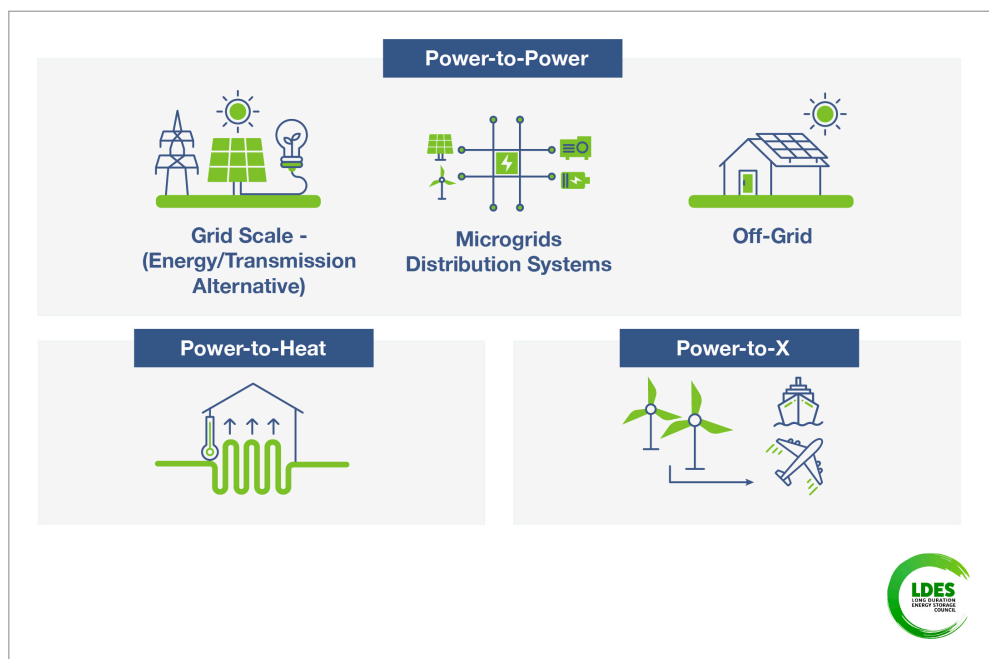 Power-to-Power
Grid Scale -
(Energy/Transmission
Alternative)
Microgrids
Distribution Systems
Off-Grid
Power-to-Heat
Power-to-X
LDES
LONG DURATION
ENERGY STORAGE
COUNCIL